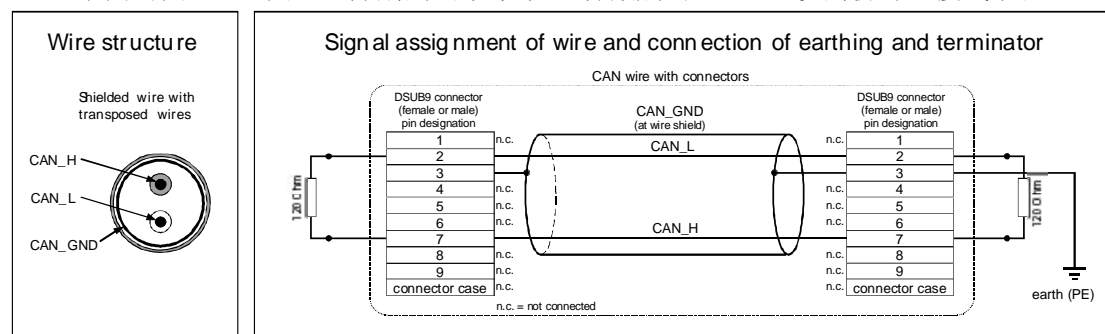 Wire structure
Shielded wire with
transposed wires
CAN_H
CAN_L
CAN_GND
Signal assignment of wire and connection of earthing and terminator
CAN wire with connectors
DSUB9 connector
(female or male)
pin designation
CAN_GND
(at wire shield)
DSUB9 connector
(female or male)
pin designation
1 n.c.
2
3
4 n.c.
5 n.c.
6 n.c.
7
8 n.c.
9 n.c.
connector case n.c.
120 Ohm
CAN_L
CAN_H
n.c. 1
2
3
n.c. 4
n.c. 5
n.c. 6
7
n.c. 8
n.c. 9
n.c. connector case
120 Ohm
n.c. = not connected
earth (PE)